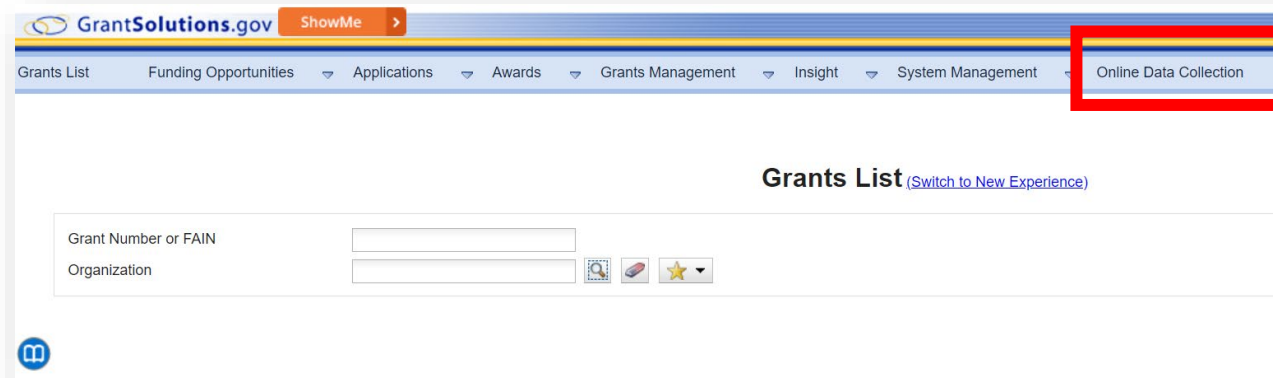 GrantSolutions.gov ShowMe >
Grants List Funding Opportunities Applications Awards Grants Management Insight System Management Online Data Collection
Grants List (Switch to New Experience)
Grant Number or FAIN
Organization